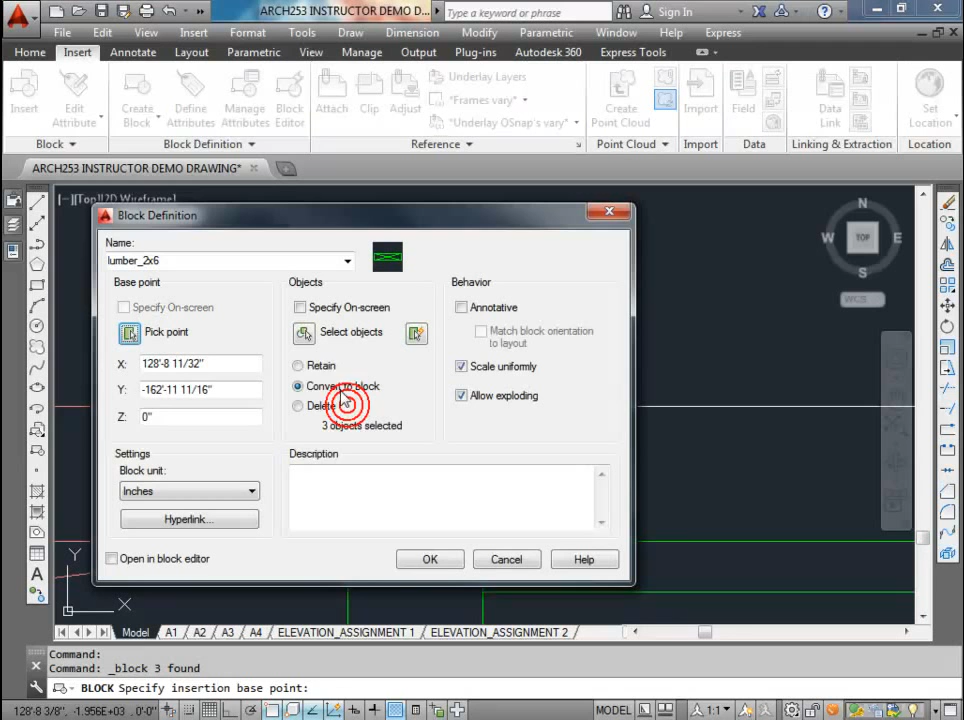 ARCH253 INSTRUCTOR DEMO D...
Type a keyword or phrase
Sign In
File Edit View Insert Format Tools Draw Dimension Modify Parametric Window Help Express
Home Insert Annotate Layout Parametric View Manage Output Plug-ins Autodesk 360 Express Tools
Insert
Edit Attribute
Create Block
Define Attributes
Manage Attributes
Block Editor
Attach
Clip
Adjust
Underlay Layers
"Frames vary"
"Underlay OSnap's vary"
Create Point Cloud
Import
Field
Data Link
Set Location
Block
Block Definition
Reference
Point Cloud
Import
Data
Linking & Extraction
Location
ARCH253 INSTRUCTOR DEMO DRAWING*
[−][Top][2D Wireframe]
N
W TOP E
S
WCS
Block Definition
Name:
lumber_2x6
Base point
Specify On-screen
Pick point
X: 128'-8 11/32"
Y: -162'-11 11/16"
Z: 0"
Objects
Specify On-screen
Select objects
Retain
Convert to block
Delete
3 objects selected
Behavior
Annotative
Match block orientation
to layout
Scale uniformly
Allow exploding
Settings
Block unit:
Inches
Hyperlink...
Description
Open in block editor
OK Cancel Help
Y
X
Model A1 A2 A3 A4 ELEVATION_ASSIGNMENT 1 ELEVATION_ASSIGNMENT 2
Command:
Command: _block 3 found
BLOCK Specify insertion base point:
128'-8 3/8", -1.956E+03 , 0'-0"
MODEL
1:1